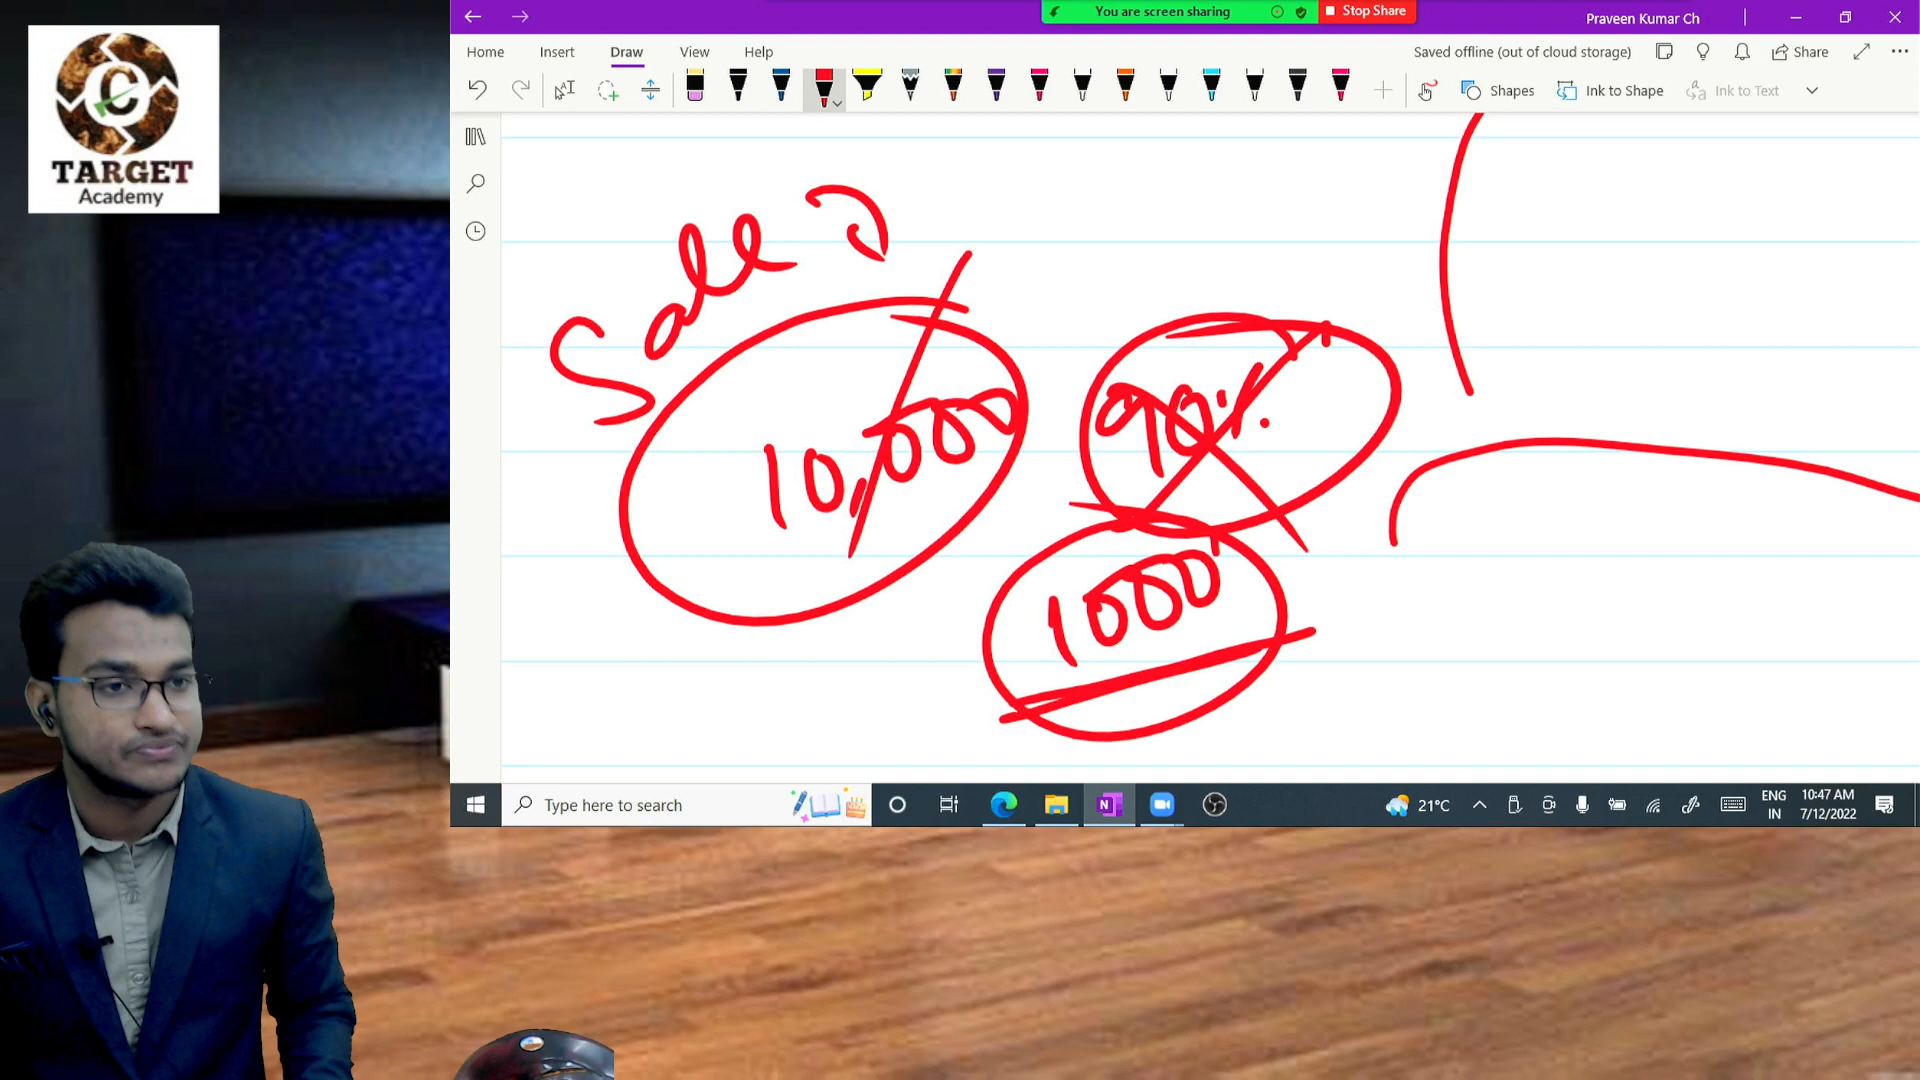 C
TARGET
Academy
You are screen sharing
Stop Share
Praveen Kumar Ch
Home Insert Draw View Help
Saved offline (out of cloud storage)
Share
Shapes
Ink to Shape
Ink to Text
Sale
10,000
90%
1000
Type here to search
N
21°C
ENG
IN
10:47 AM
7/12/2022